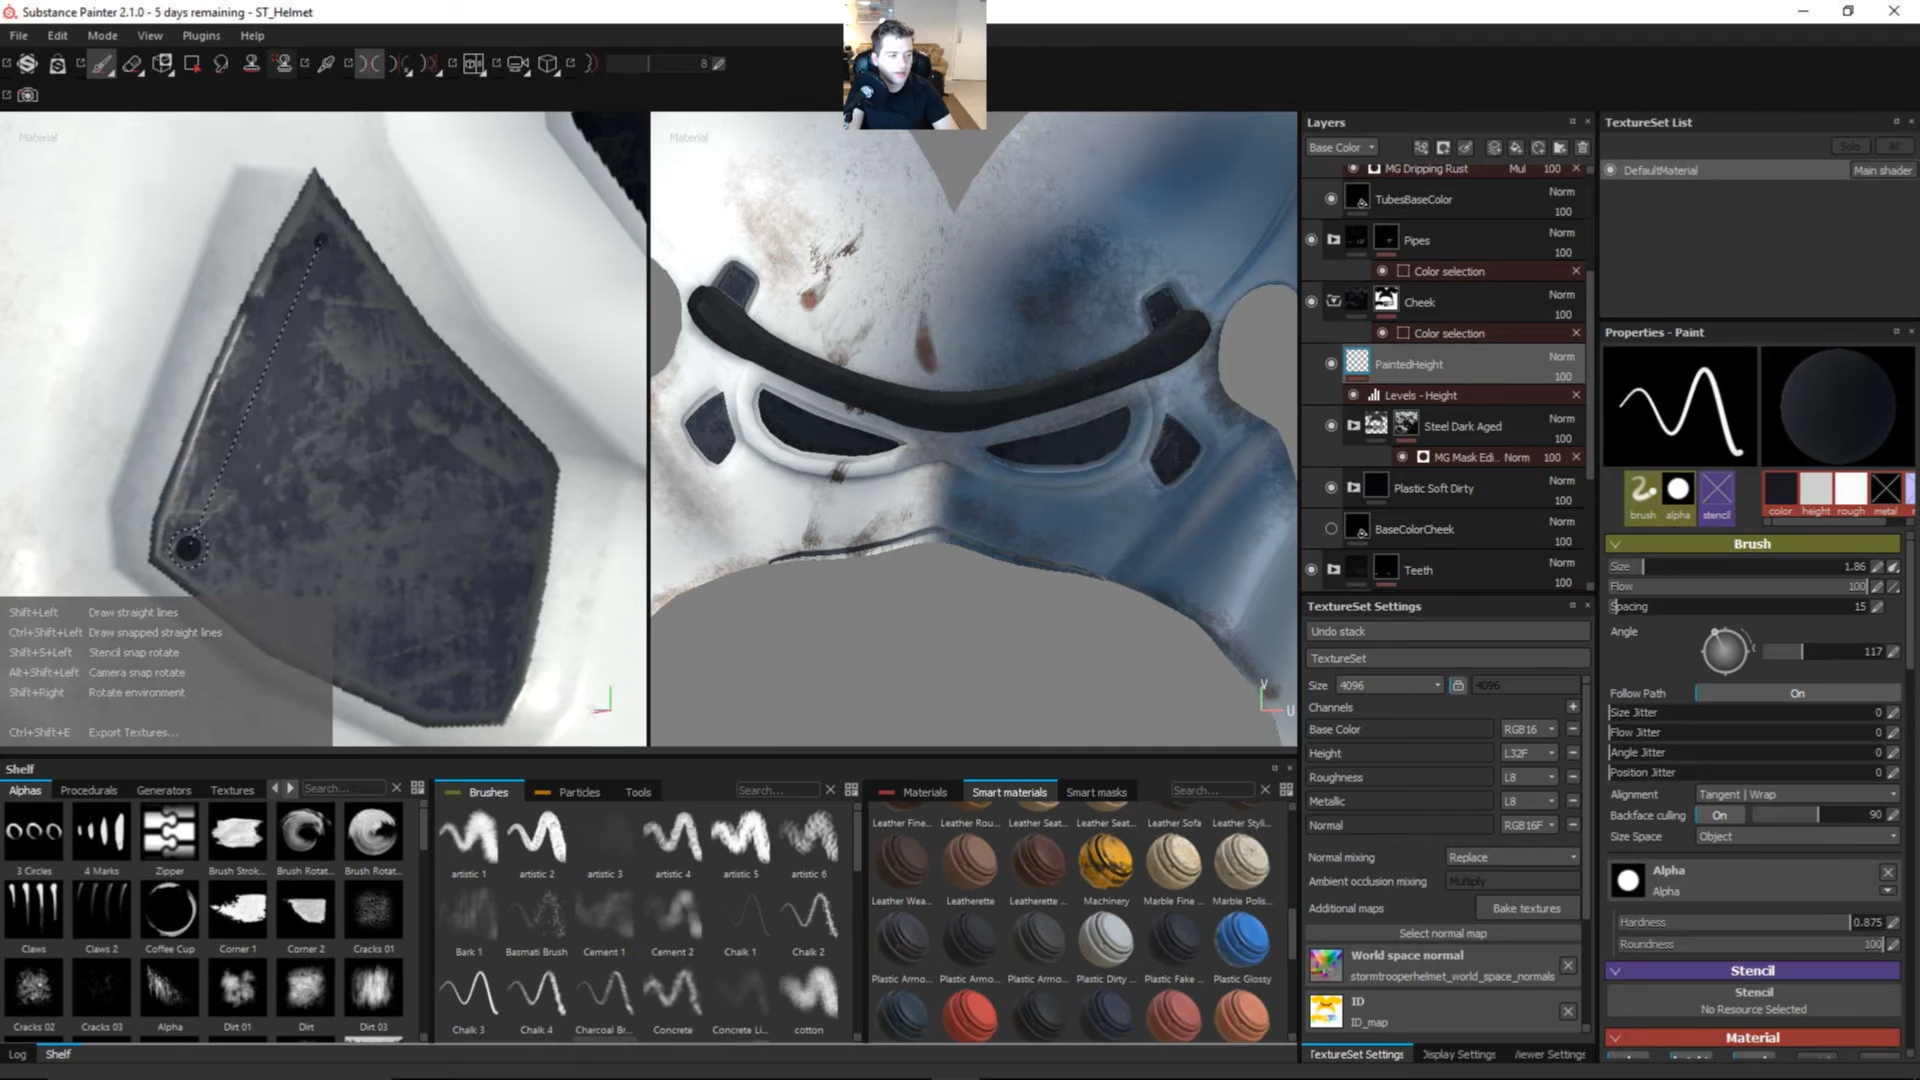 Substance Painter 2.1.0 - 5 days remaining - ST_Helmet
File Edit Mode View Plugins Help
8
Material
Material
Shift+Left Draw straight lines
Ctrl+Shift+Left Draw snapped straight lines
Shift+S+Left Stencil snap rotate
Alt+Shift+Left Camera snap rotate
Shift+Right Rotate environment
Ctrl+Shift+E Export Textures...
V
U
Layers
Base Color
MG Dripping Rust Mul 100
TubesBaseColor Norm
100
Pipes Norm
100
Color selection
Cheek Norm
100
Color selection
PaintedHeight Norm
100
Levels - Height
Steel Dark Aged Norm
100
MG Mask Edi... Norm 100
Plastic Soft Dirty Norm
100
BaseColorCheek Norm
100
Teeth Norm
100
TextureSet Settings
Undo stack
TextureSet
Size 4096 4096
Channels
Base Color RGB16
Height L32F
Roughness L8
Metallic L8
Normal RGB16F
Normal mixing Replace
Ambient occlusion mixing Multiply
Additional maps Bake textures
Select normal map
World space normal
stormtrooperhelmet_world_space_normals
ID
ID_map
TextureSet Settings Display Settings Viewer Settings
TextureSet List
Solo All
DefaultMaterial Main shader
Properties - Paint
brush alpha stencil color height rough metal
Brush
Size 1.86
Flow 100
Spacing 15
Angle 117
Follow Path On
Size Jitter 0
Flow Jitter 0
Angle Jitter 0
Position Jitter 0
Alignment Tangent | Wrap
Backface culling On 90
Size Space Object
Alpha
Alpha
Hardness 0.875
Roundness 100
Stencil
Stencil
No Resource Selected
Material
Shelf
Alphas Procedurals Generators Textures Search...
3 Circles 4 Marks Zipper Brush Strok... Brush Rotat... Brush Rotat...
Claws Claws 2 Coffee Cup Corner 1 Corner 2 Cracks 01
Cracks 02 Cracks 03 Alpha Dirt 01 Dirt Dirt 03
Brushes Particles Tools Search...
artistic 1 artistic 2 artistic 3 artistic 4 artistic 5 artistic 6
Bark 1 Basmati Brush Cement 1 Cement 2 Chalk 1 Chalk 2
Chalk 3 Chalk 4 Charcoal Br... Concrete Concrete Li... cotton
Materials Smart materials Smart masks Search...
Leather Fine... Leather Rou... Leather Seat... Leather Seat... Leather Sofa Leather Styli...
Leather Wea... Leatherette Leatherette ... Machinery Marble Fine ... Marble Polis...
Plastic Armo... Plastic Armo... Plastic Armo... Plastic Dirty ... Plastic Fake ... Plastic Glossy
Log Shelf